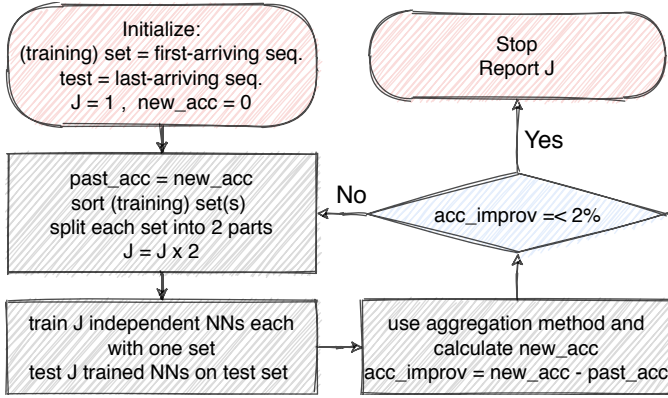 Initialize:
(training) set = first-arriving seq.
test = last-arriving seq.
J = 1 , new_acc = 0
Stop
Report J
Yes
past_acc = new_acc
sort (training) set(s)
split each set into 2 parts
J = J x 2
No
acc_improv =< 2%
train J independent NNs each
with one set
test J trained NNs on test set
use aggregation method and
calculate new_acc
acc_improv = new_acc - past_acc